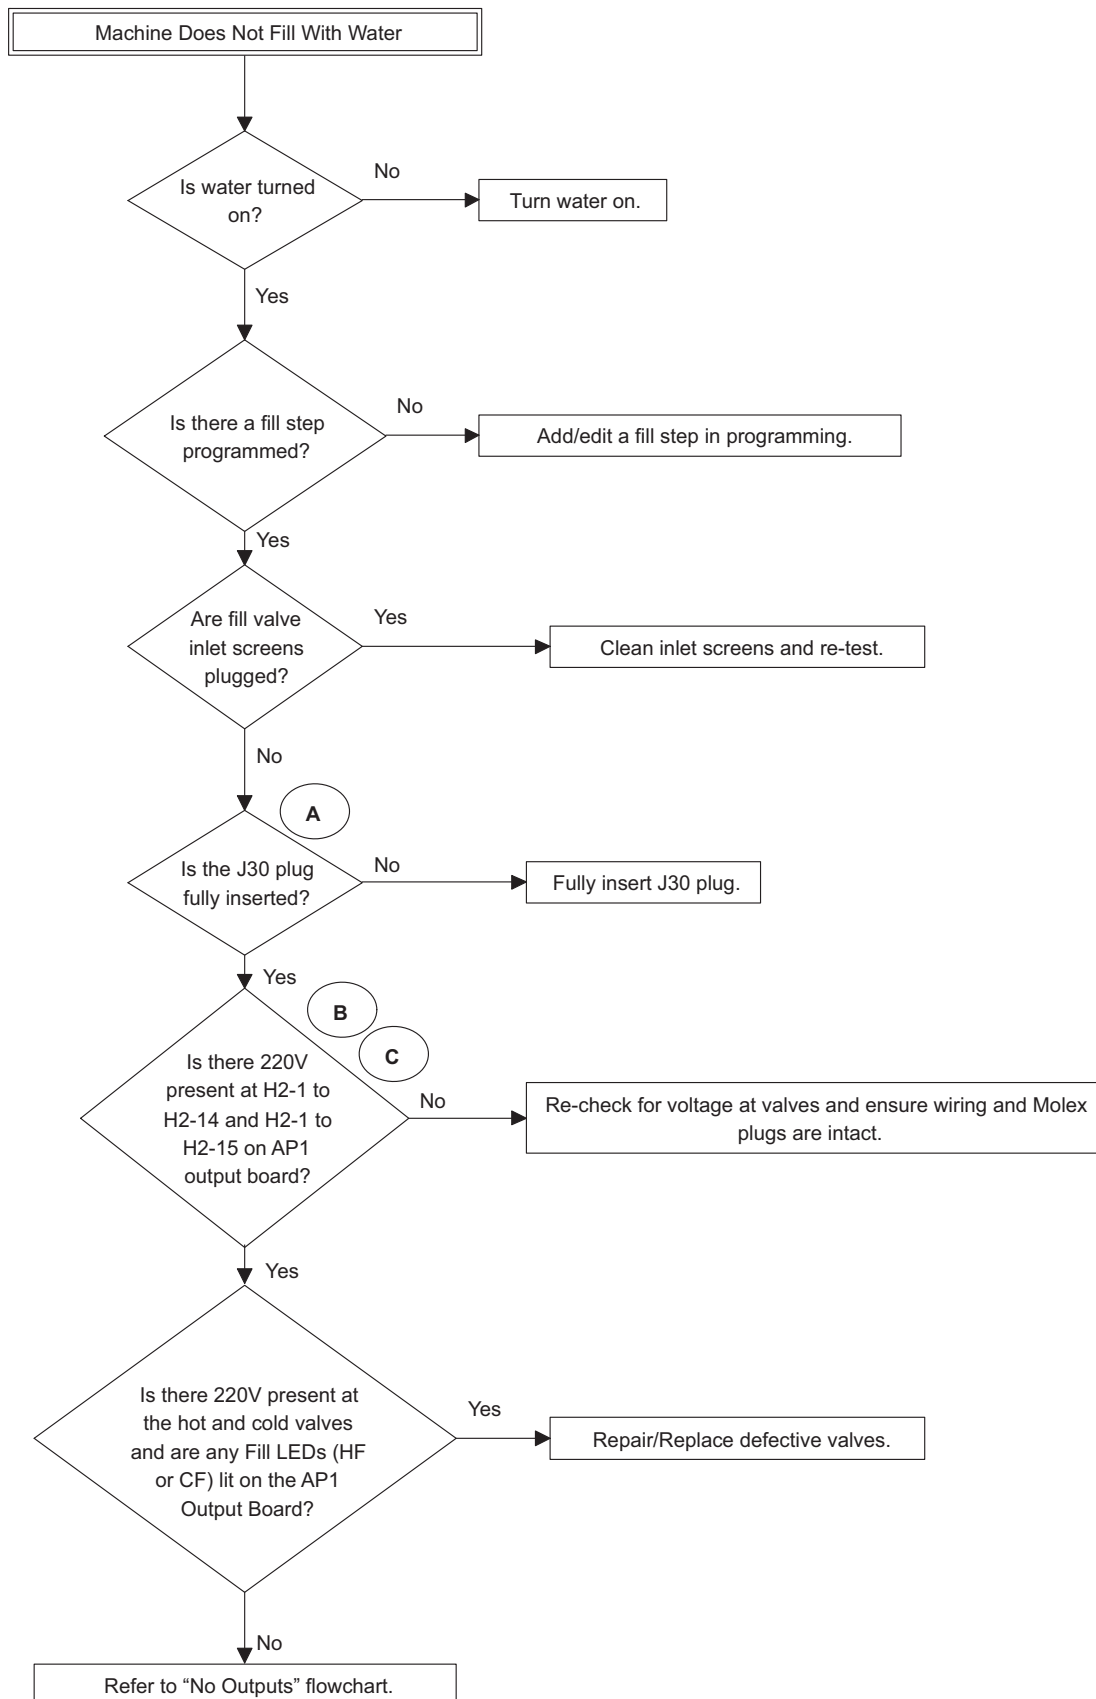 Machine Does Not Fill With Water
Is water turned
on?
No
Turn water on.
Yes
Is there a fill step
programmed?
No
Add/edit a fill step in programming.
Yes
Are fill valve
inlet screens
plugged?
Yes
Clean inlet screens and re-test.
No
A
Is the J30 plug
fully inserted?
No
Fully insert J30 plug.
Yes
B
C
Is there 220V
present at H2-1 to
H2-14 and H2-1 to
H2-15 on AP1
output board?
No
Re-check for voltage at valves and ensure wiring and Molex
plugs are intact.
Yes
Is there 220V present at
the hot and cold valves
and are any Fill LEDs (HF
or CF) lit on the AP1
Output Board?
Yes
Repair/Replace defective valves.
No
Refer to “No Outputs” flowchart.